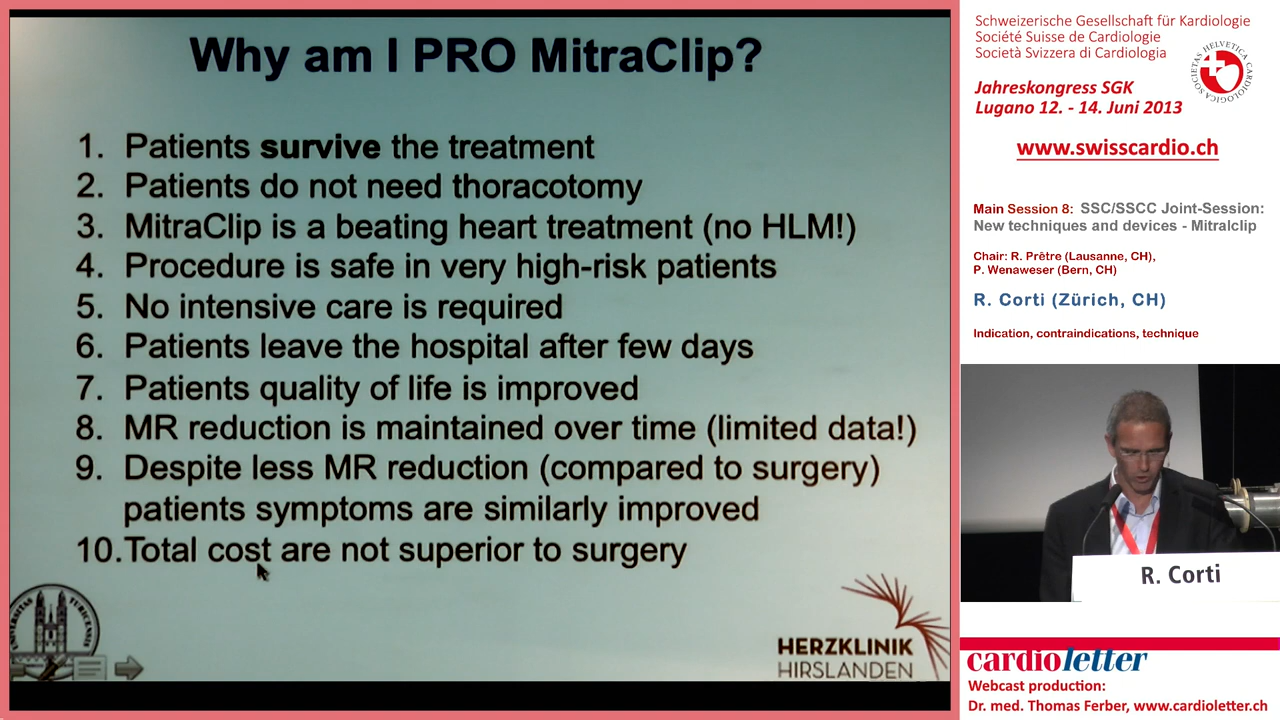 Why am I PRO MitraClip?
1. Patients survive the treatment
2. Patients do not need thoracotomy
3. MitraClip is a beating heart treatment (no HLM!)
4. Procedure is safe in very high-risk patients
5. No intensive care is required
6. Patients leave the hospital after few days
7. Patients quality of life is improved
8. MR reduction is maintained over time (limited data!)
9. Despite less MR reduction (compared to surgery)
patients symptoms are similarly improved
10. Total cost are not superior to surgery
UNIVERSITAS TURICENSIS
HERZKLINIK
HIRSLANDEN
Schweizerische Gesellschaft für Kardiologie
Société Suisse de Cardiologie
Società Svizzera di Cardiologia
SOCIETAS HELVETICA CARDIOLOGICA
Jahreskongress SGK
Lugano 12. - 14. Juni 2013
www.swisscardio.ch
Main Session 8: SSC/SSCC Joint-Session:
New techniques and devices - Mitralclip
Chair: R. Prêtre (Lausanne, CH),
P. Wenaweser (Bern, CH)
R. Corti (Zürich, CH)
Indication, contraindications, technique
R. Corti
cardioletter
Webcast production:
Dr. med. Thomas Ferber, www.cardioletter.ch